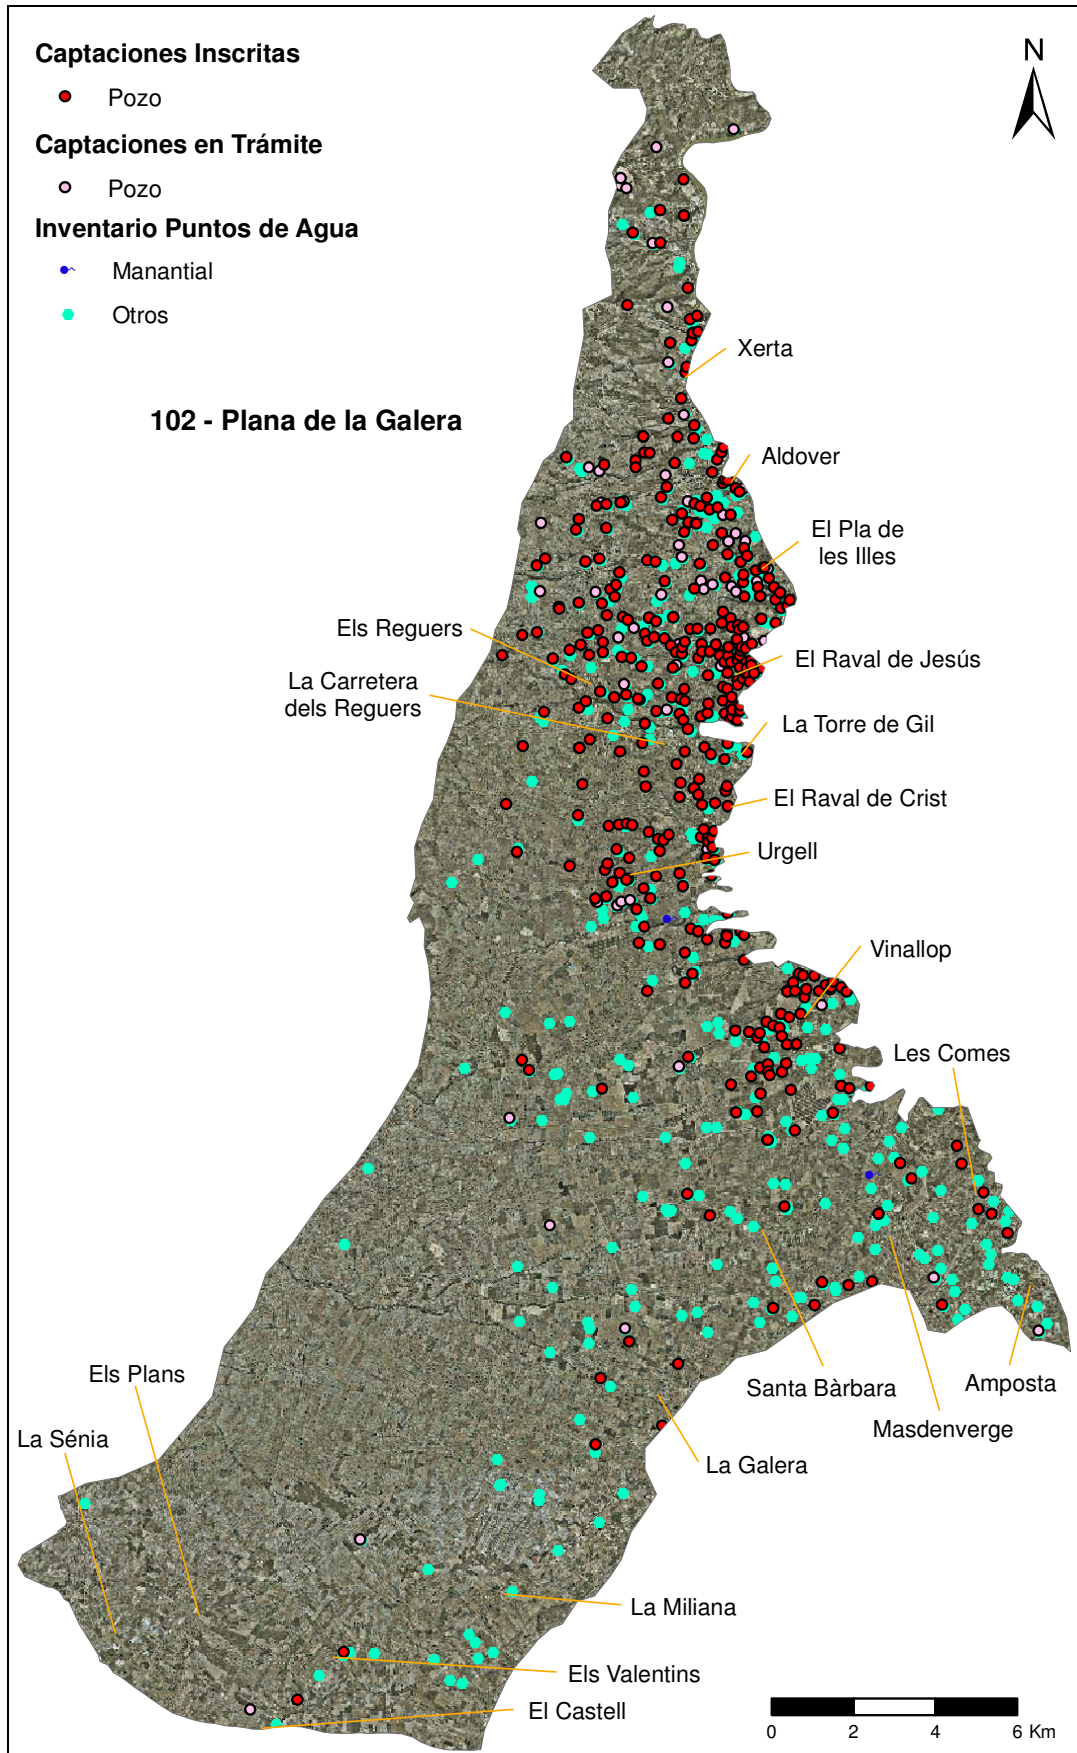 Captaciones Inscritas
Pozo
Captaciones en Trámite
Pozo
Inventario Puntos de Agua
Manantial
Otros
N
102 - Plana de la Galera
Xerta
Aldover
El Pla de
les Illes
Els Reguers
El Raval de Jesús
La Carretera
dels Reguers
La Torre de Gil
El Raval de Crist
Urgell
Vinallop
Les Comes
Els Plans
Santa Bàrbara
Amposta
La Sénia
Masdenverge
La Galera
La Miliana
Els Valentins
El Castell
0 2 4 6 Km